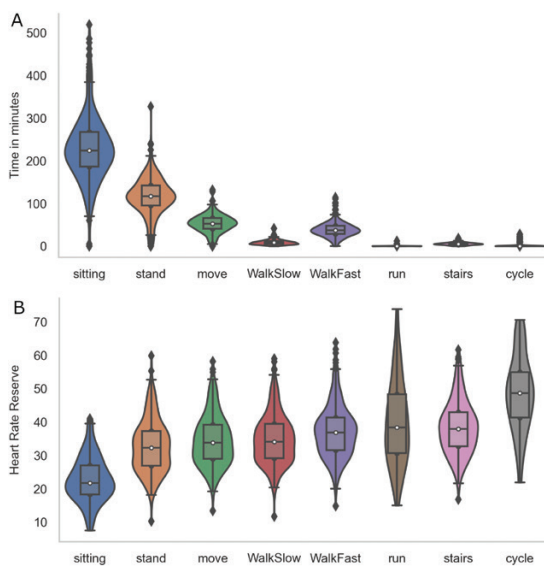 A
Time in minutes
500
400
300
200
100
0
sitting stand move WalkSlow WalkFast run stairs cycle
B
Heart Rate Reserve
70
60
50
40
30
20
10
sitting stand move WalkSlow WalkFast run stairs cycle